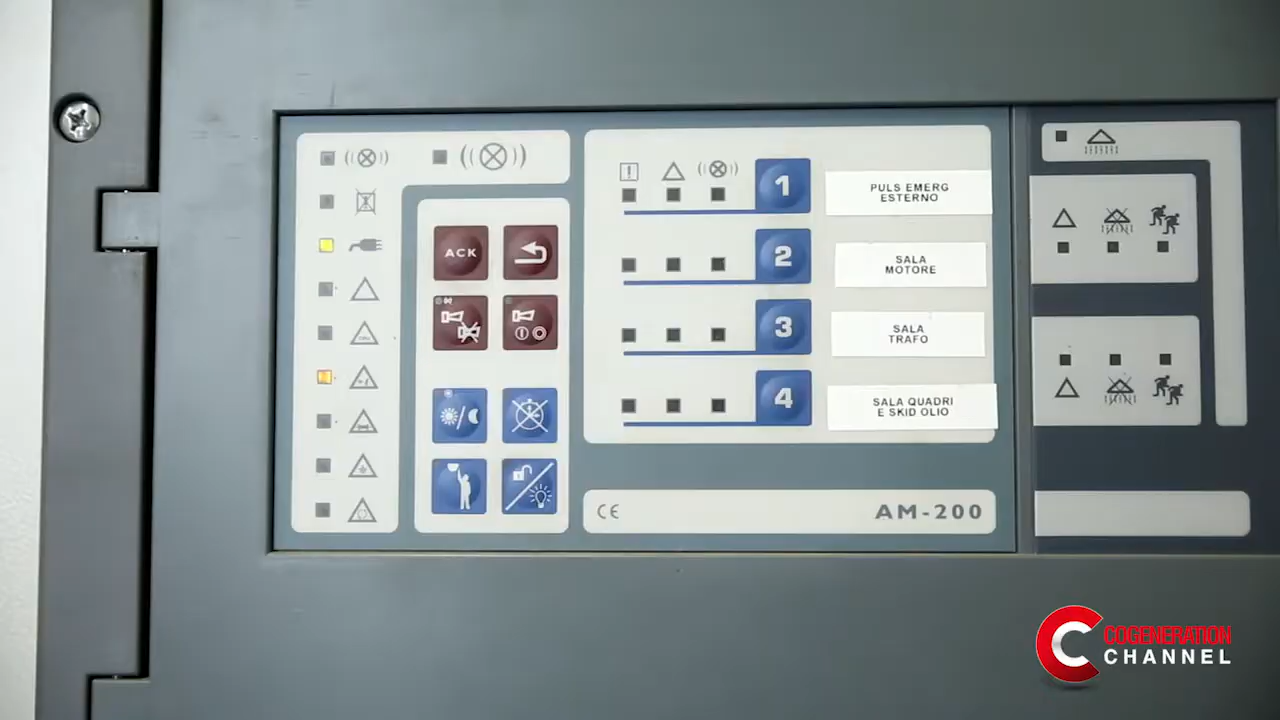 ACK
1
PULS EMERG
ESTERNO
2
SALA
MOTORE
3
SALA
TRAFO
4
SALA QUADRI
E SKID OLIO
CE
AM-200
COGENERATION
CHANNEL